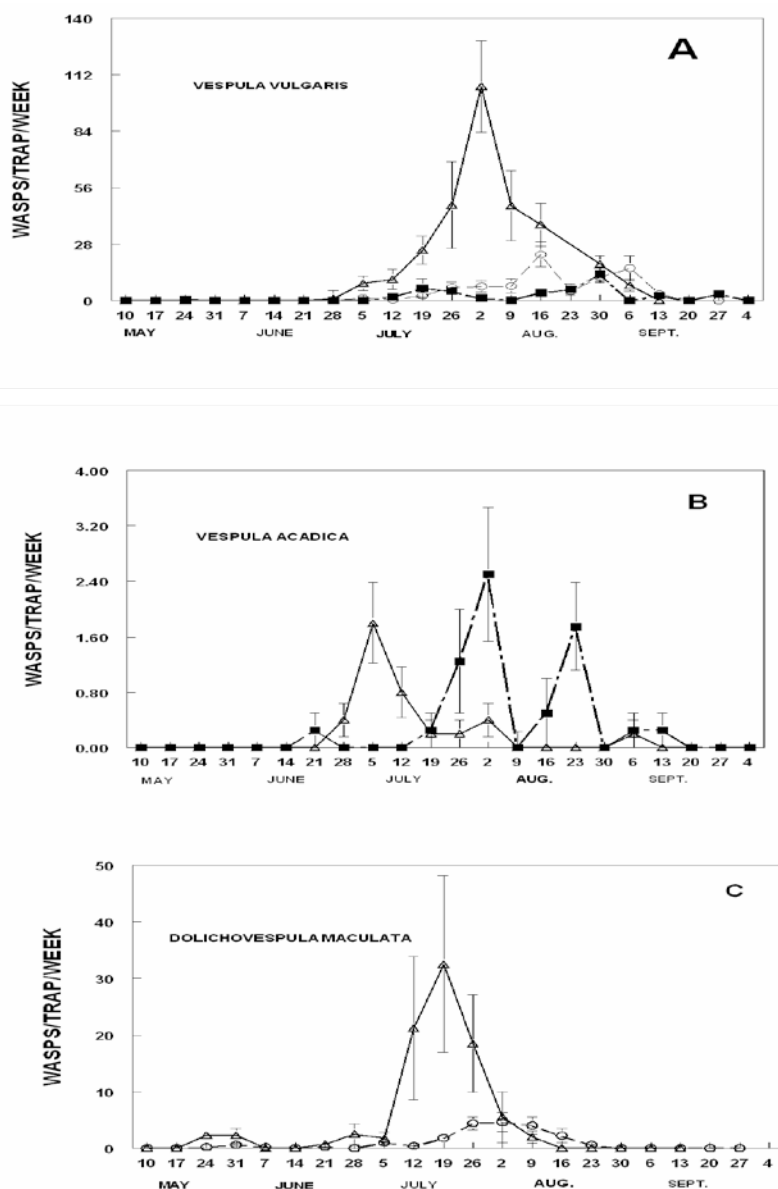 140
A
112
VESPULA VULGARIS
84
56
28
0
WASPS/TRAP/WEEK
10 17 24 31 7 14 21 28 5 12 19 26 2 9 16 23 30 6 13 20 27 4
MAY JUNE JULY AUG. SEPT.
4.00
B
3.20
VESPULA ACADICA
2.40
1.60
0.80
0.00
WASPS/TRAP/WEEK
10 17 24 31 7 14 21 28 5 12 19 26 2 9 16 23 30 6 13 20 27 4
MAY JUNE JULY AUG. SEPT.
50
C
40
DOLICHOVESPULA MACULATA
30
20
10
0
WASPS/TRAP/WEEK
10 17 24 31 7 14 21 28 5 12 19 26 2 9 16 23 30 6 13 20 27 4
MAY JUNE JULY AUG. SEPT.